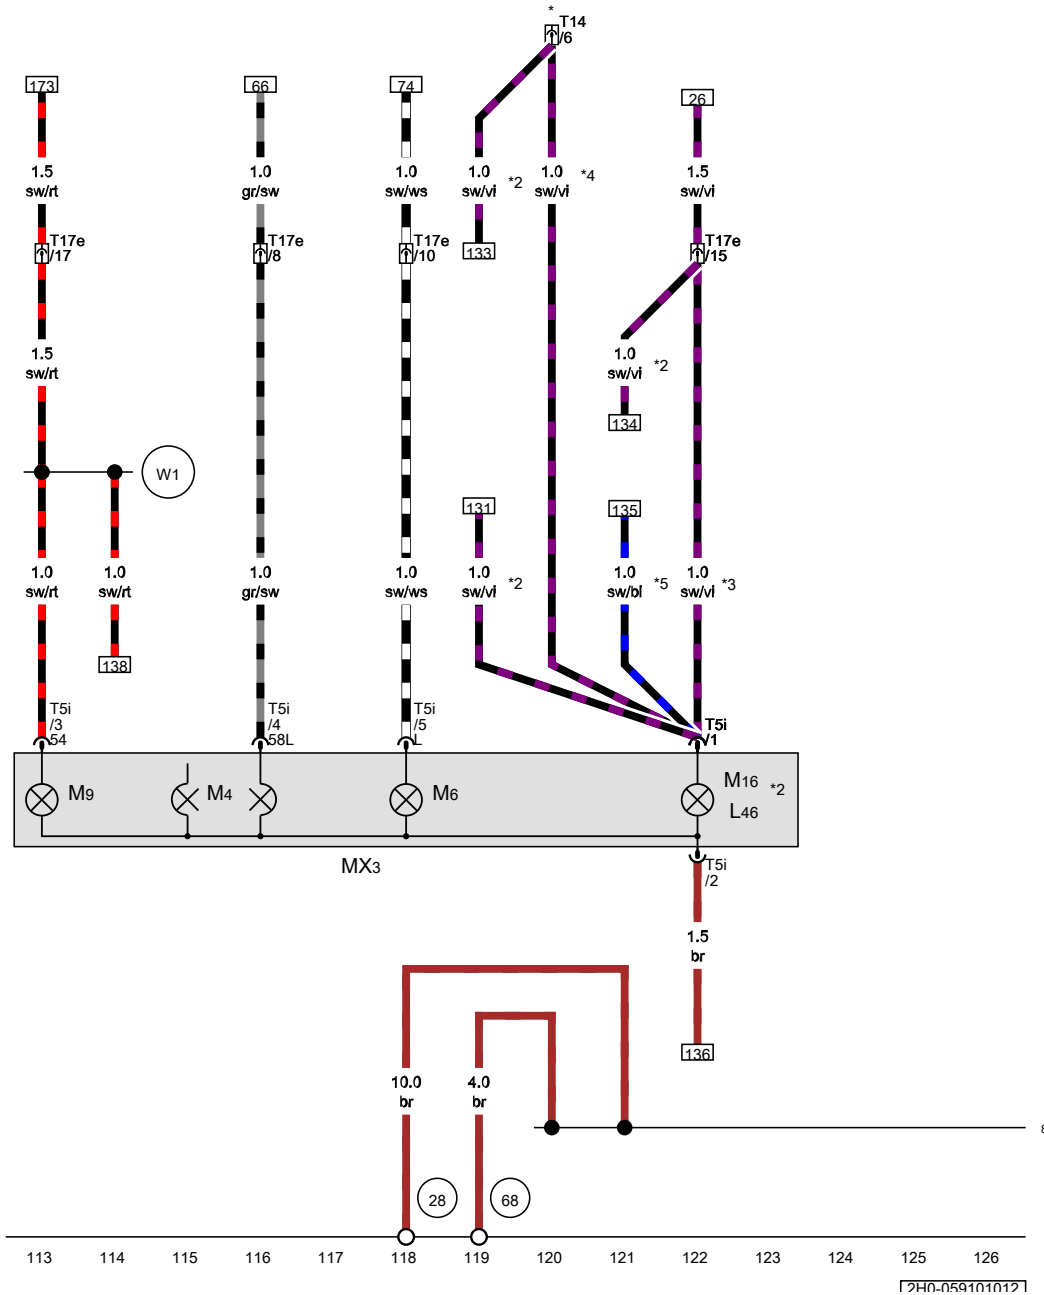 *
T14
/6
173
66
74
26
1.5
sw/rt
1.0
gr/sw
1.0
sw/ws
1.0
sw/vi
*2
1.0
sw/vi
*4
1.5
sw/vi
T17e
/17
T17e
/8
T17e
/10
133
T17e
/15
1.5
sw/rt
1.0
sw/vi
*2
134
W1
131
135
1.0
sw/rt
1.0
sw/rt
1.0
gr/sw
1.0
sw/ws
1.0
sw/vi
*2
1.0
sw/bl
*5
1.0
sw/vi
*3
138
T5i
/3
54
T5i
/4
58L
T5i
/5
L
T5i
/1
M9
M4
M6
M16
*2
L46
MX3
T5i
/2
1.5
br
136
10.0
br
4.0
br
28
68
113 114 115 116 117 118 119 120 121 122 123 124 125 126
2H0-059101012